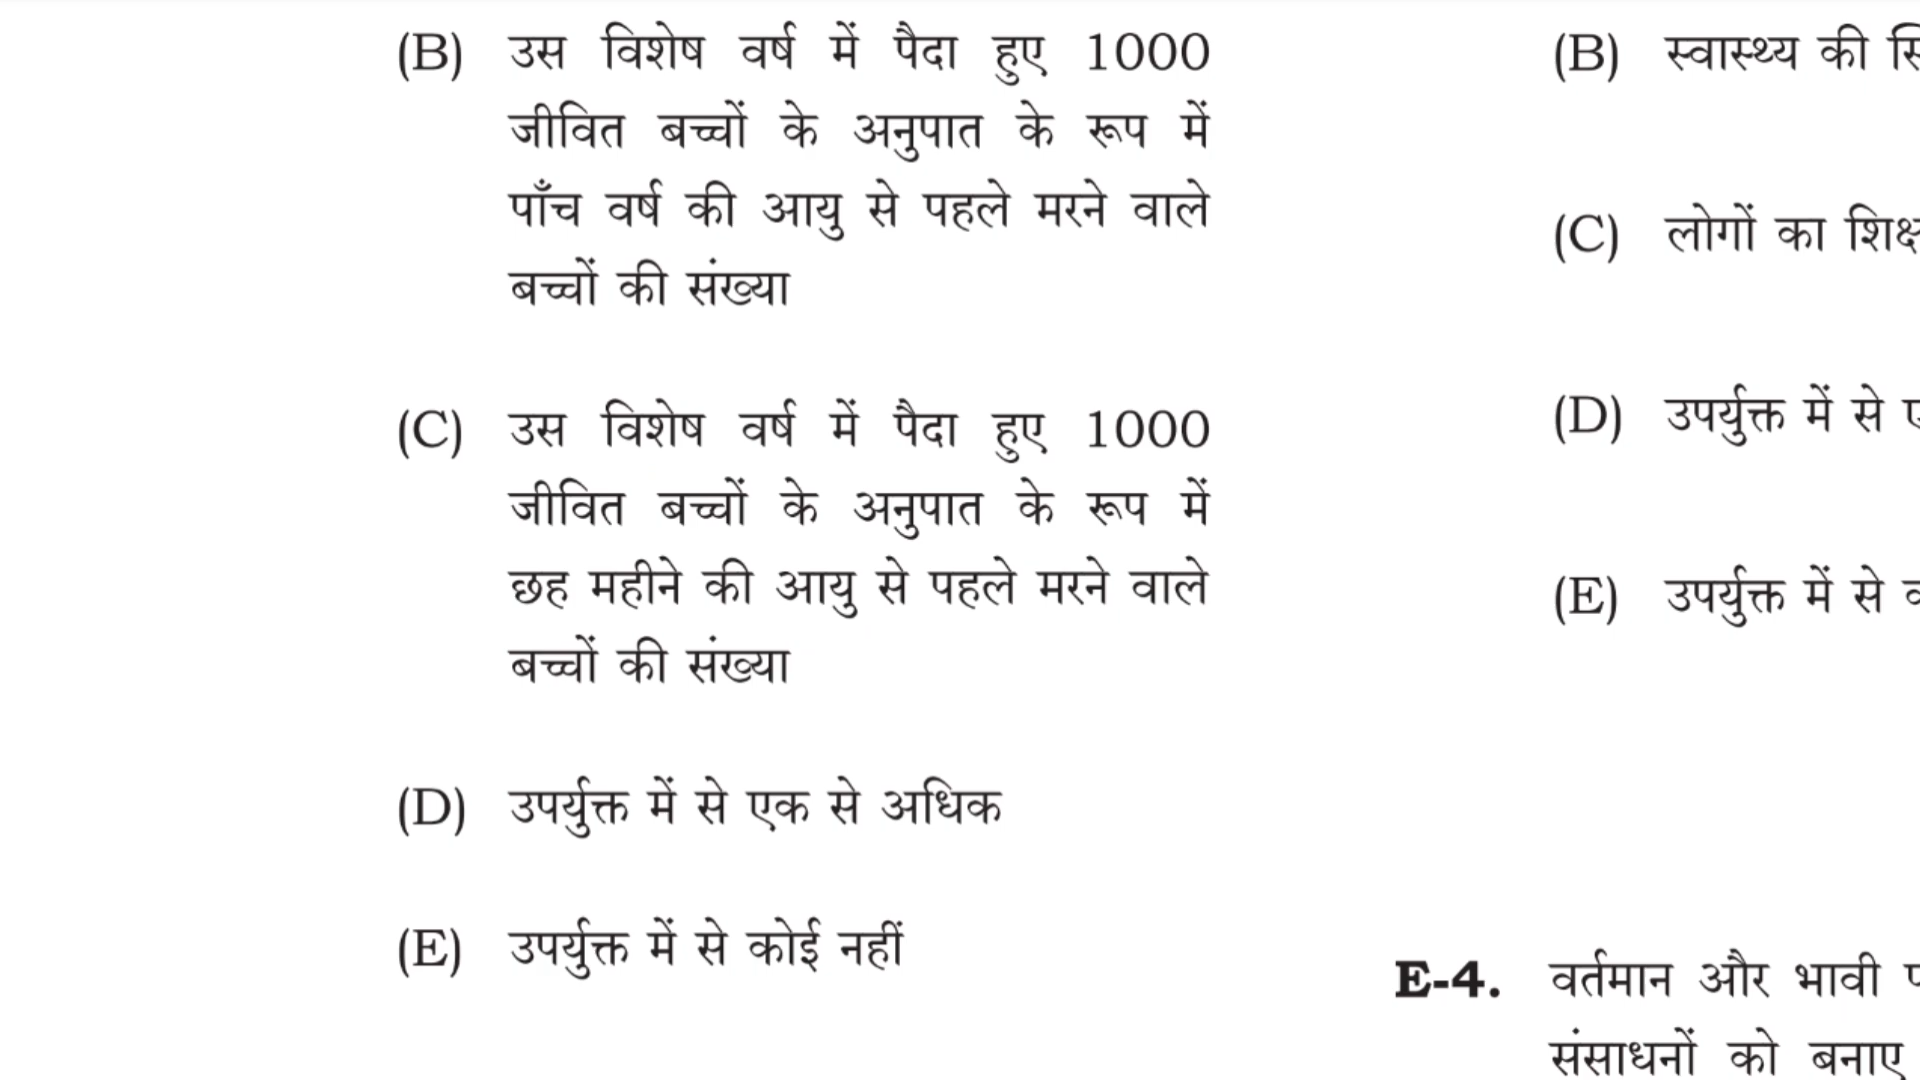 (B) उस विशेष वर्ष में पैदा हुए 1000
जीवित बच्चों के अनुपात के रूप में
पाँच वर्ष की आयु से पहले मरने वाले
बच्चों की संख्या
(C) उस विशेष वर्ष में पैदा हुए 1000
जीवित बच्चों के अनुपात के रूप में
छह महीने की आयु से पहले मरने वाले
बच्चों की संख्या
(D) उपर्युक्त में से एक से अधिक
(E) उपर्युक्त में से कोई नहीं
(B) स्वास्थ्य की
(C) लोगों का
(D) उपर्युक्त में से
(E) उपर्युक्त में से
E-4. वर्तमान और भावी
संसाधनों को बनाए